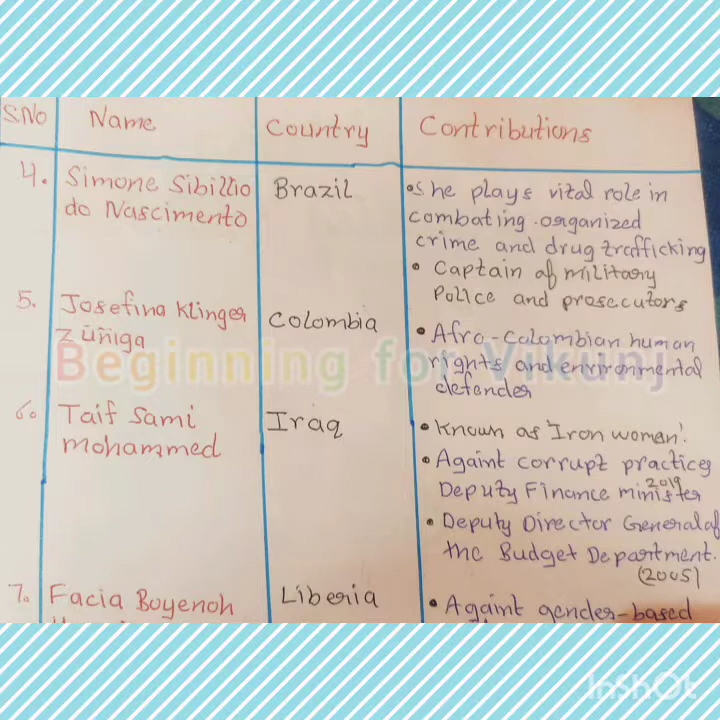 S.No Name Country Contributions
4. Simone Sibillio do Nascimento Brazil
• She plays vital role in
combating organized
crime and drug trafficking
• Captain of military
Police and prosecutors
5. Josefina Klinger Zúñiga Colombia
• Afro-Colombian human
rights and environmental
defender
Beginning for Vikunj
6. Taif Sami mohammed Iraq
• Known as 'Iron woman'.
• Againt corrupt practices
2019
Deputy Finance minister
• Deputy Director General of
the Budget Department.
(2005)
7. Facia Boyenoh Liberia
• Againt gender-based
InShOt